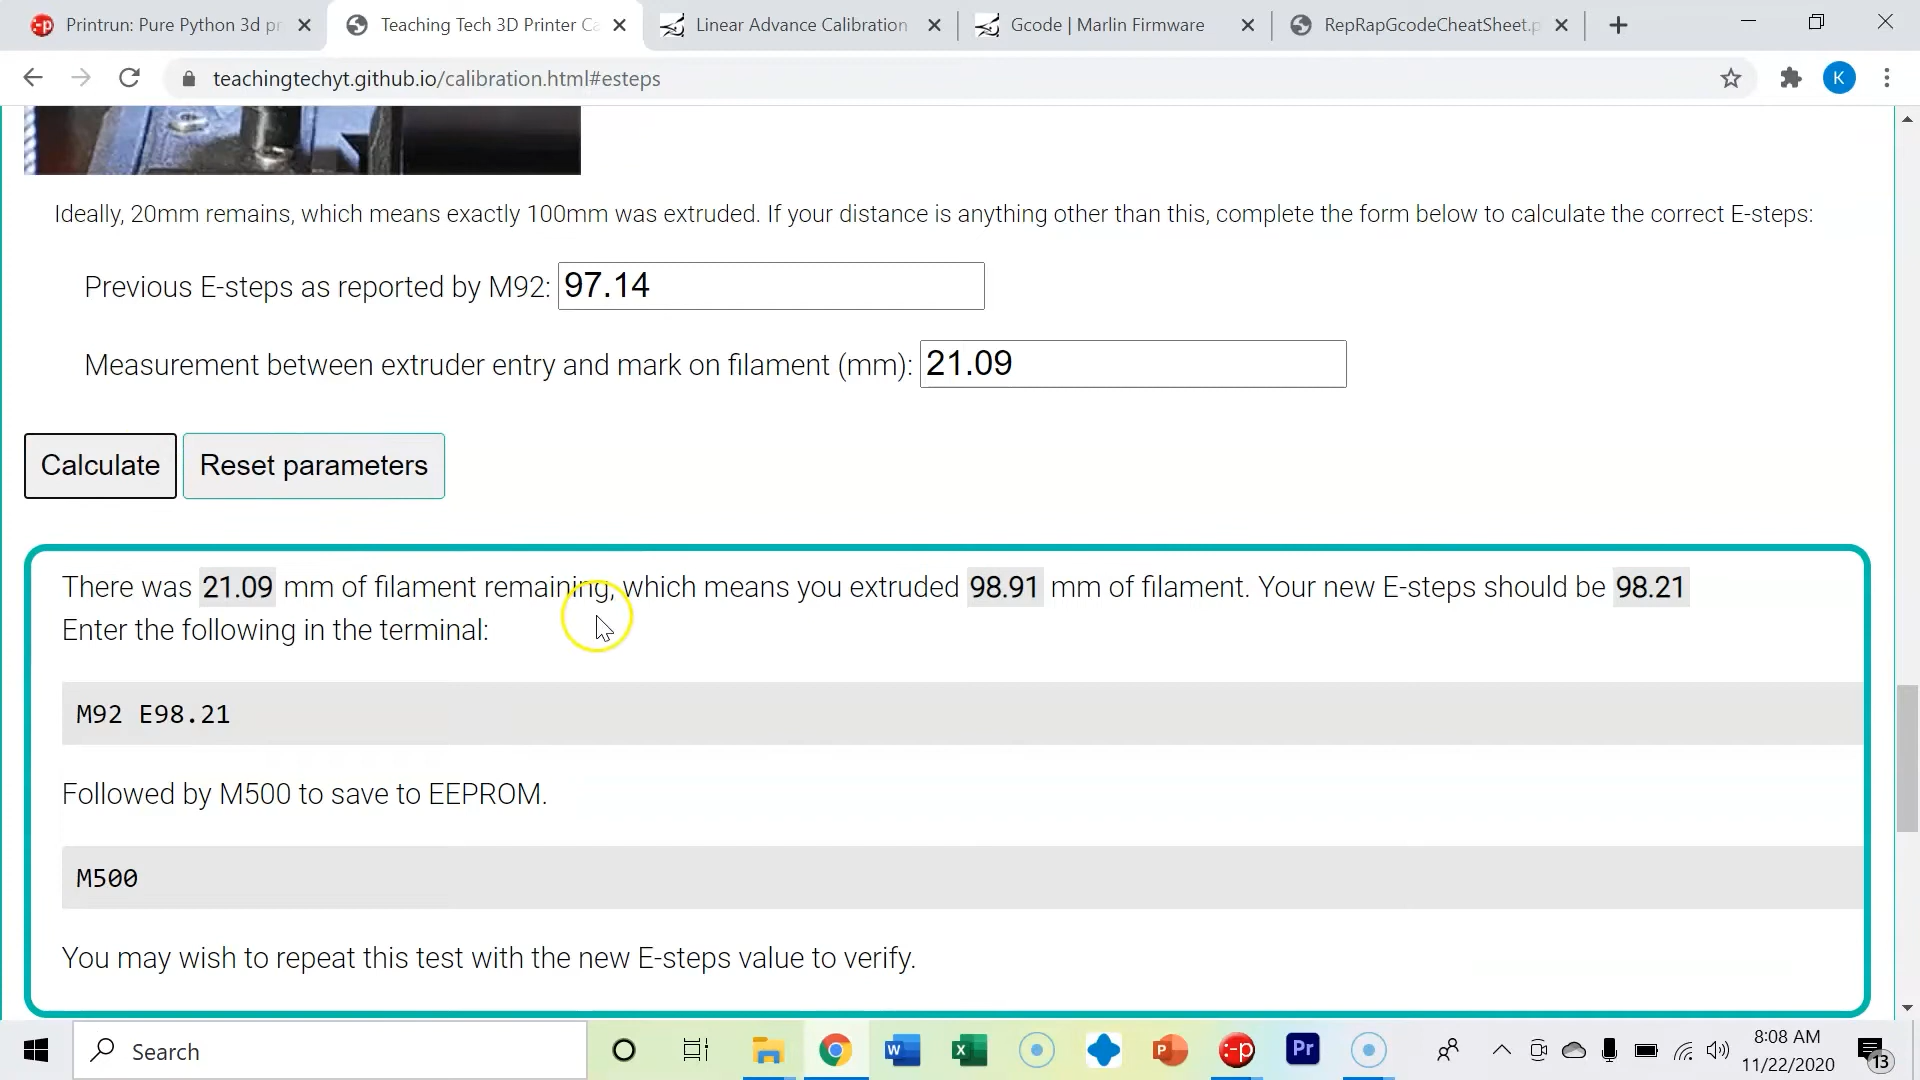 Printrun: Pure Python 3d pr
Teaching Tech 3D Printer Ca
Linear Advance Calibration
Gcode | Marlin Firmware
RepRapGcodeCheatSheet.p
teachingtechyt.github.io/calibration.html#esteps
K
Ideally, 20mm remains, which means exactly 100mm was extruded. If your distance is anything other than this, complete the form below to calculate the correct E-steps:
Previous E-steps as reported by M92: 97.14
Measurement between extruder entry and mark on filament (mm): 21.09
Calculate Reset parameters
There was 21.09 mm of filament remaining, which means you extruded 98.91 mm of filament. Your new E-steps should be 98.21
Enter the following in the terminal:
M92 E98.21
Followed by M500 to save to EEPROM.
M500
You may wish to repeat this test with the new E-steps value to verify.
Search
8:08 AM
11/22/2020
13